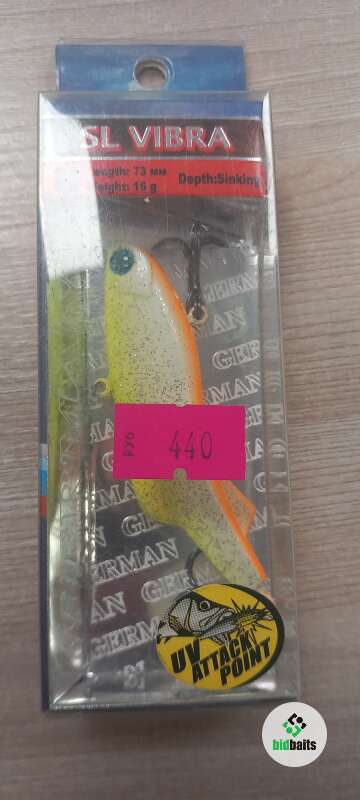 SL VIBRA
Length: 73 мм
Weight: 16 g
Depth:Sinking
GERMAN
GERMAN
GERMAN
руб
440
GERMAN
GERMAN
UV
ATTACK
POINT
bidbaits